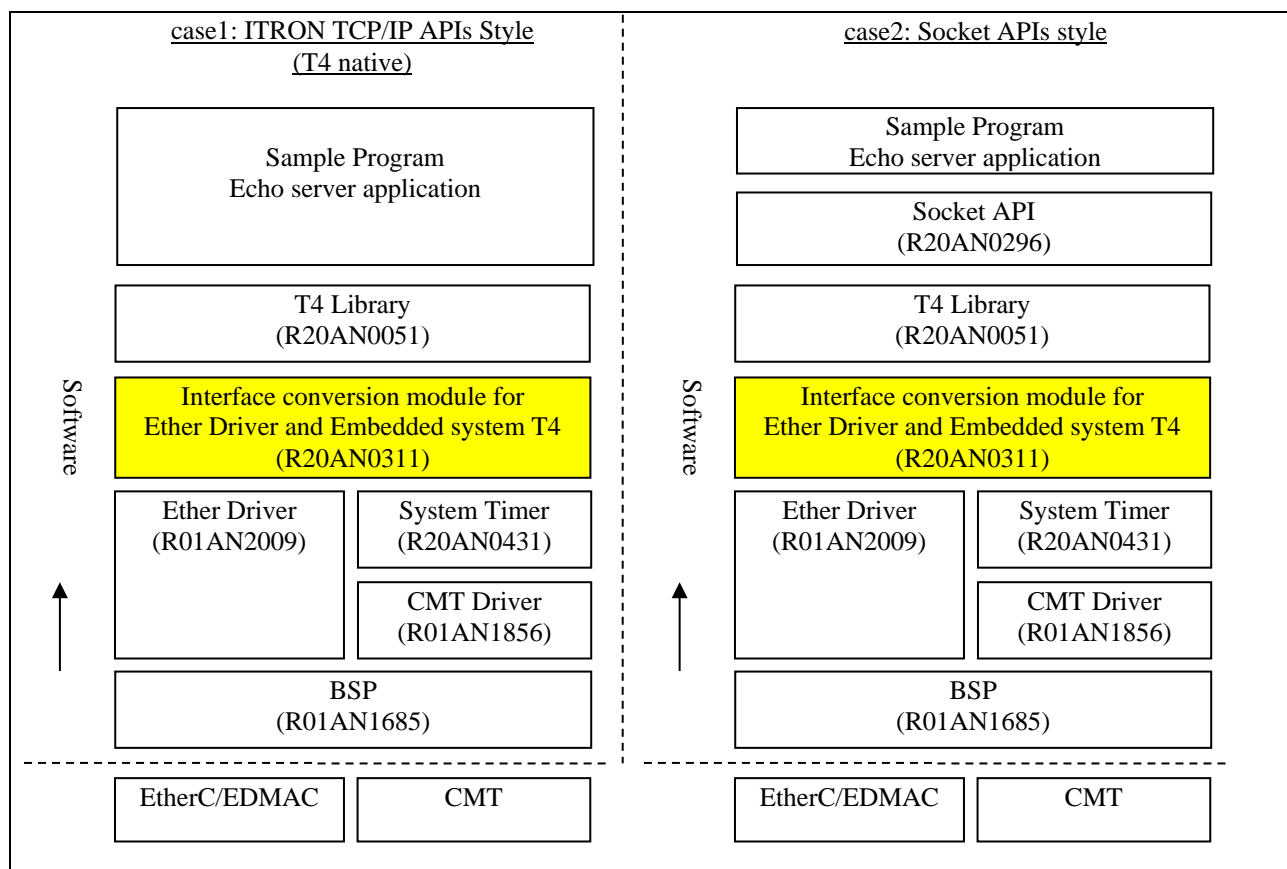 case1: ITRON TCP/IP APIs Style
(T4 native)
Sample Program
Echo server application
T4 Library
(R20AN0051)
Interface conversion module for
Ether Driver and Embedded system T4
(R20AN0311)
Ether Driver
(R01AN2009)
System Timer
(R20AN0431)
CMT Driver
(R01AN1856)
BSP
(R01AN1685)
Software
EtherC/EDMAC
CMT
case2: Socket APIs style
Sample Program
Echo server application
Socket API
(R20AN0296)
T4 Library
(R20AN0051)
Interface conversion module for
Ether Driver and Embedded system T4
(R20AN0311)
Ether Driver
(R01AN2009)
System Timer
(R20AN0431)
CMT Driver
(R01AN1856)
BSP
(R01AN1685)
Software
EtherC/EDMAC
CMT